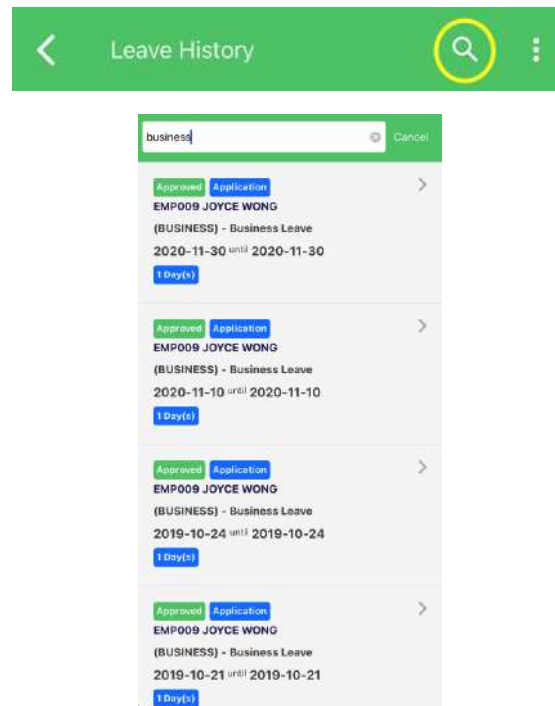 Leave History
business
Cancel
Approved Application
EMP009 JOYCE WONG
(BUSINESS) - Business Leave
2020-11-30 until 2020-11-30
1 Day(s)
Approved Application
EMP009 JOYCE WONG
(BUSINESS) - Business Leave
2020-11-10 until 2020-11-10
1 Day(s)
Approved Application
EMP009 JOYCE WONG
(BUSINESS) - Business Leave
2019-10-24 until 2019-10-24
1 Day(s)
Approved Application
EMP009 JOYCE WONG
(BUSINESS) - Business Leave
2019-10-21 until 2019-10-21
1 Day(s)